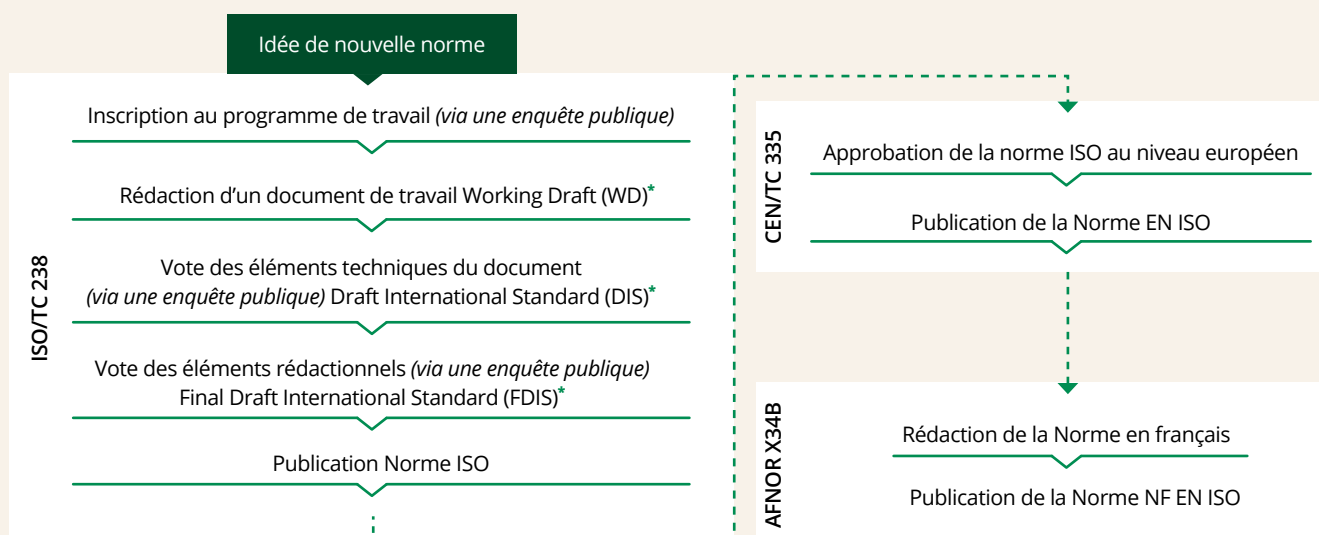 Idée de nouvelle norme
ISO/TC 238
Inscription au programme de travail (via une enquête publique)
Rédaction d’un document de travail Working Draft (WD)*
Vote des éléments techniques du document
(via une enquête publique) Draft International Standard (DIS)*
Vote des éléments rédactionnels (via une enquête publique)
Final Draft International Standard (FDIS)*
Publication Norme ISO
CEN/TC 335
Approbation de la norme ISO au niveau européen
Publication de la Norme EN ISO
AFNOR X34B
Rédaction de la Norme en français
Publication de la Norme NF EN ISO